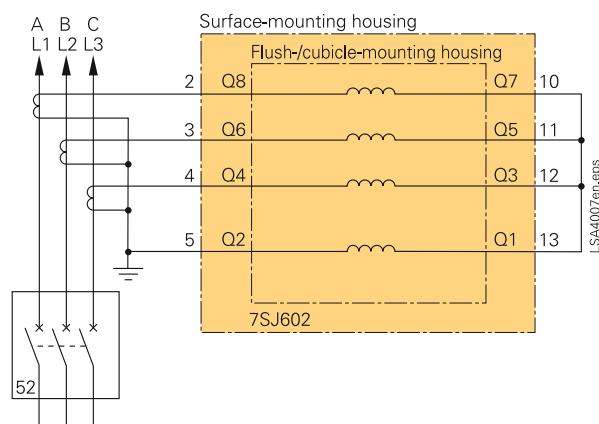 Surface-mounting housing
A B C
L1 L2 L3
Flush-/cubicle-mounting housing
2 Q8 Q7 10
3 Q6 Q5 11
4 Q4 Q3 12
5 Q2 Q1 13
7SJ602
52
LSA4007en.eps